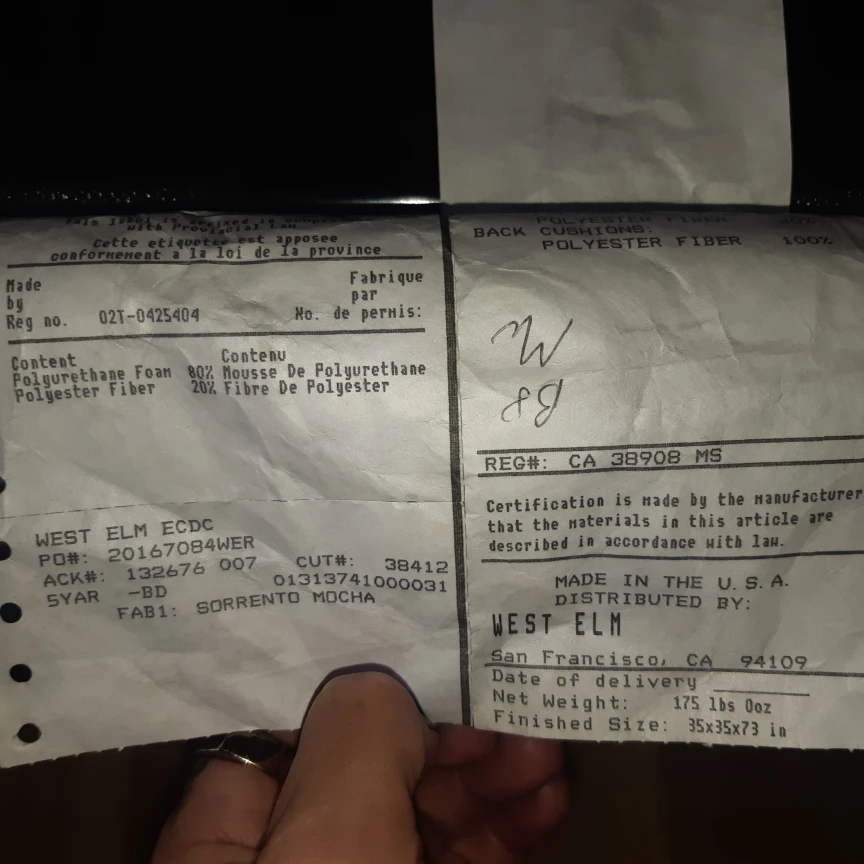 with Provincial Law
Cette etiquette est apposee
conformement a la loi de la province
Made
by
Reg no. 02T-0425404
Fabrique
par
No. de permis:
Content Contenu
Polyurethane Foam 80% Mousse De Polyurethane
Polyester Fiber 20% Fibre De Polyester
WEST ELM ECDC
PO#: 20167084WER
ACK#: 132676 007 CUT#: 38412
5YAR -BD 01313741000031
FAB1: SORRENTO MOCHA
POLYESTER FIBER
BACK CUSHIONS:
POLYESTER FIBER 100%
REG#: CA 38908 MS
Certification is made by the manufacturer
that the materials in this article are
described in accordance with law.
MADE IN THE U. S. A.
DISTRIBUTED BY:
WEST ELM
San Francisco, CA 94109
Date of delivery
Net Weight: 175 lbs 0oz
Finished Size: 35x35x73 in